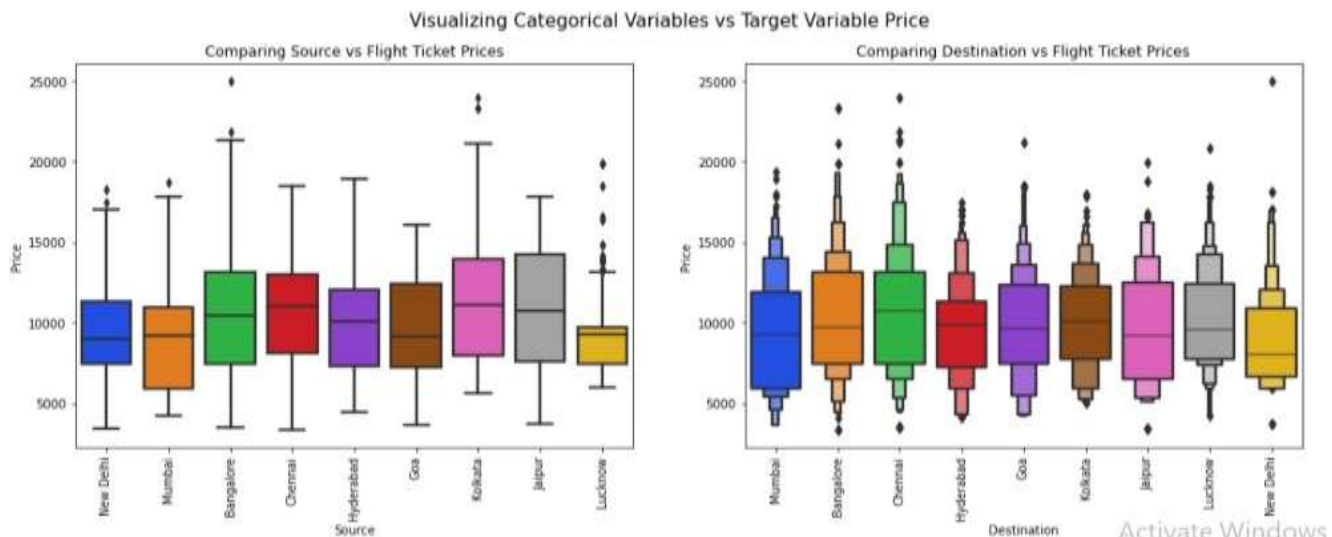 Visualizing Categorical Variables vs Target Variable Price
Comparing Source vs Flight Ticket Prices
25000
20000
15000
10000
5000
Price
New Delhi
Mumbai
Bangalore
Chennai
Hyderabad
Goa
Kolkata
Jaipur
Lucknow
Source
Comparing Destination vs Flight Ticket Prices
25000
20000
15000
10000
5000
Price
Mumbai
Bangalore
Chennai
Hyderabad
Goa
Kolkata
Jaipur
Lucknow
New Delhi
Destination
Activate Windows